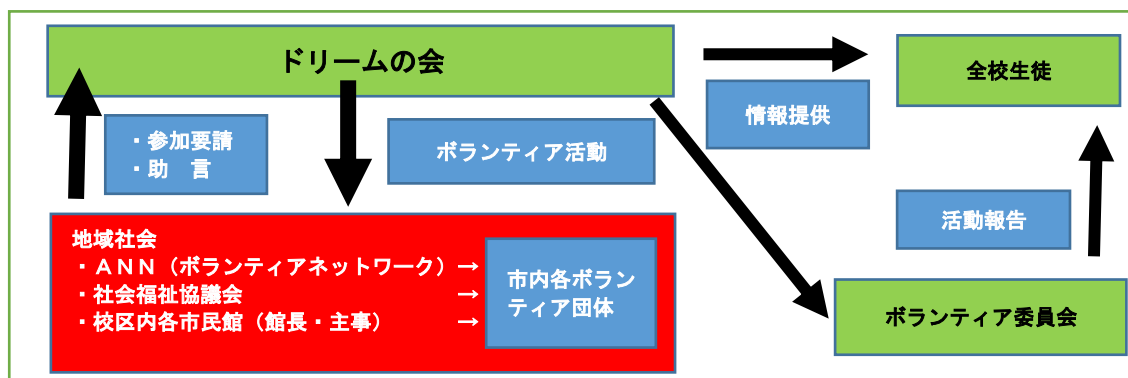 ドリームの会
全校生徒
情報提供
・参加要請
・助　言
ボランティア活動
活動報告
地域社会
・ＡＮＮ（ボランティアネットワーク）→
・社会福祉協議会　→
・校区内各市民館（館長・主事）　→
市内各ボラン
ティア団体
ボランティア委員会